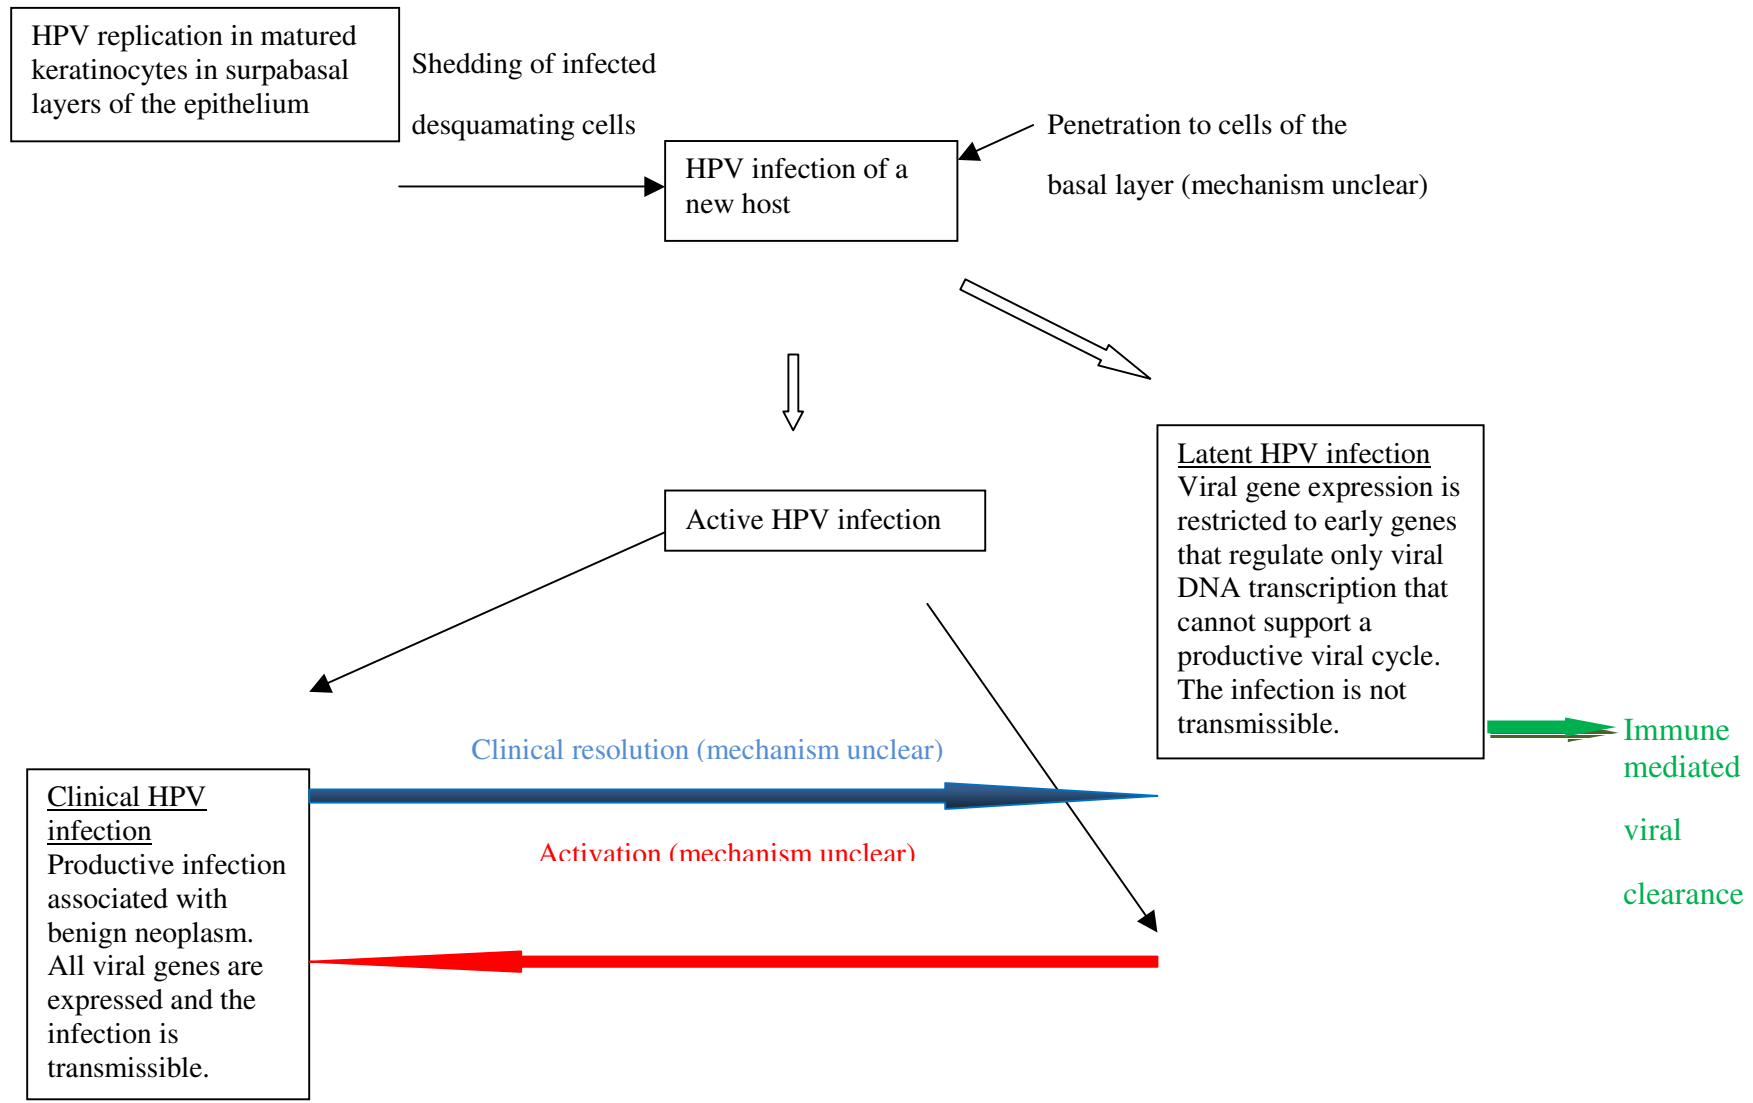 HPV replication in matured
keratinocytes in surpabasal
layers of the epithelium
Shedding of infected
desquamating cells
HPV infection of a
new host
Penetration to cells of the
basal layer (mechanism unclear)
Active HPV infection
Latent HPV infection
Viral gene expression is
restricted to early genes
that regulate only viral
DNA transcription that
cannot support a
productive viral cycle.
The infection is not
transmissible.
Immune
mediated
viral
clearance
Clinical resolution (mechanism unclear)
Activation (mechanism unclear)
Clinical HPV
infection
Productive infection
associated with
benign neoplasm.
All viral genes are
expressed and the
infection is
transmissible.